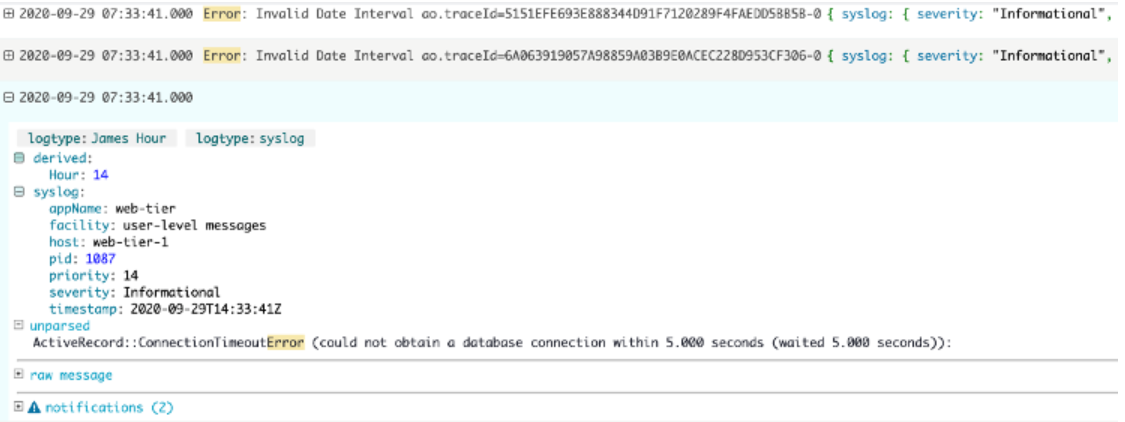 2020-09-29 07:33:41.000 Error: Invalid Date Interval ao.traceId=5151EFE693E888344D91F7120289F4FAEDD5BB5B-0 { syslog: { severity: "Informational",
2020-09-29 07:33:41.000 Error: Invalid Date Interval ao.traceId=6A063919057A98859A03B9E0ACEC228D953CF306-0 { syslog: { severity: "Informational",
2020-09-29 07:33:41.000
logtype: James Hour logtype: syslog
derived:
Hour: 14
syslog:
appName: web-tier
facility: user-level messages
host: web-tier-1
pid: 1087
priority: 14
severity: Informational
timestamp: 2020-09-29T14:33:41Z
unparsed
ActiveRecord::ConnectionTimeoutError (could not obtain a database connection within 5.000 seconds (waited 5.000 seconds)):
raw message
notifications (2)